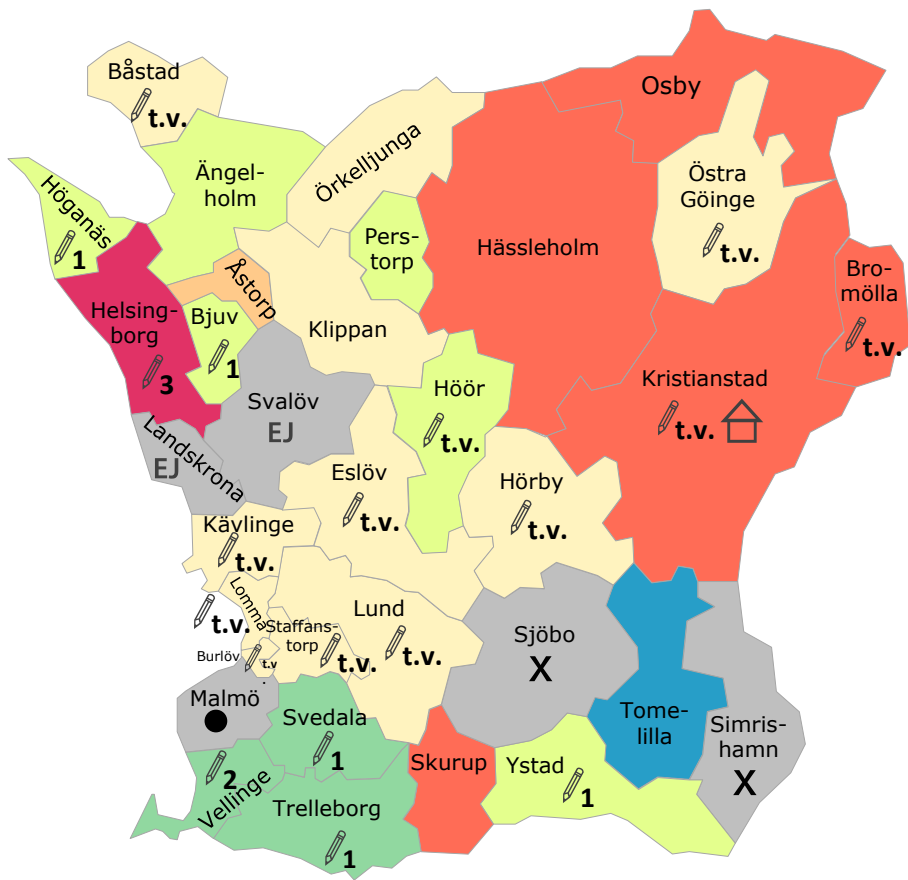 Osby
Båstad
t.v.
Örkelljunga
Ängel-
holm
Östra
Göinge
t.v.
Höganäs
1
Pers-
torp
Hässleholm
Bro-
mölla
t.v.
Åstorp
Helsing-
borg
3
Bjuv
1
Klippan
Kristianstad
t.v.
Höör
t.v.
Svalöv
EJ
Landskrona
EJ
Eslöv
t.v.
Hörby
t.v.
Kävlinge
t.v.
Lomma
t.v.
Staffans-
torp
t.v.
Lund
t.v.
Burlöv
t.v
.
Sjöbo
X
Malmö
Svedala
1
Tome-
lilla
Simris-
hamn
X
Skurup
Ystad
1
2
Vellinge
Trelleborg
1